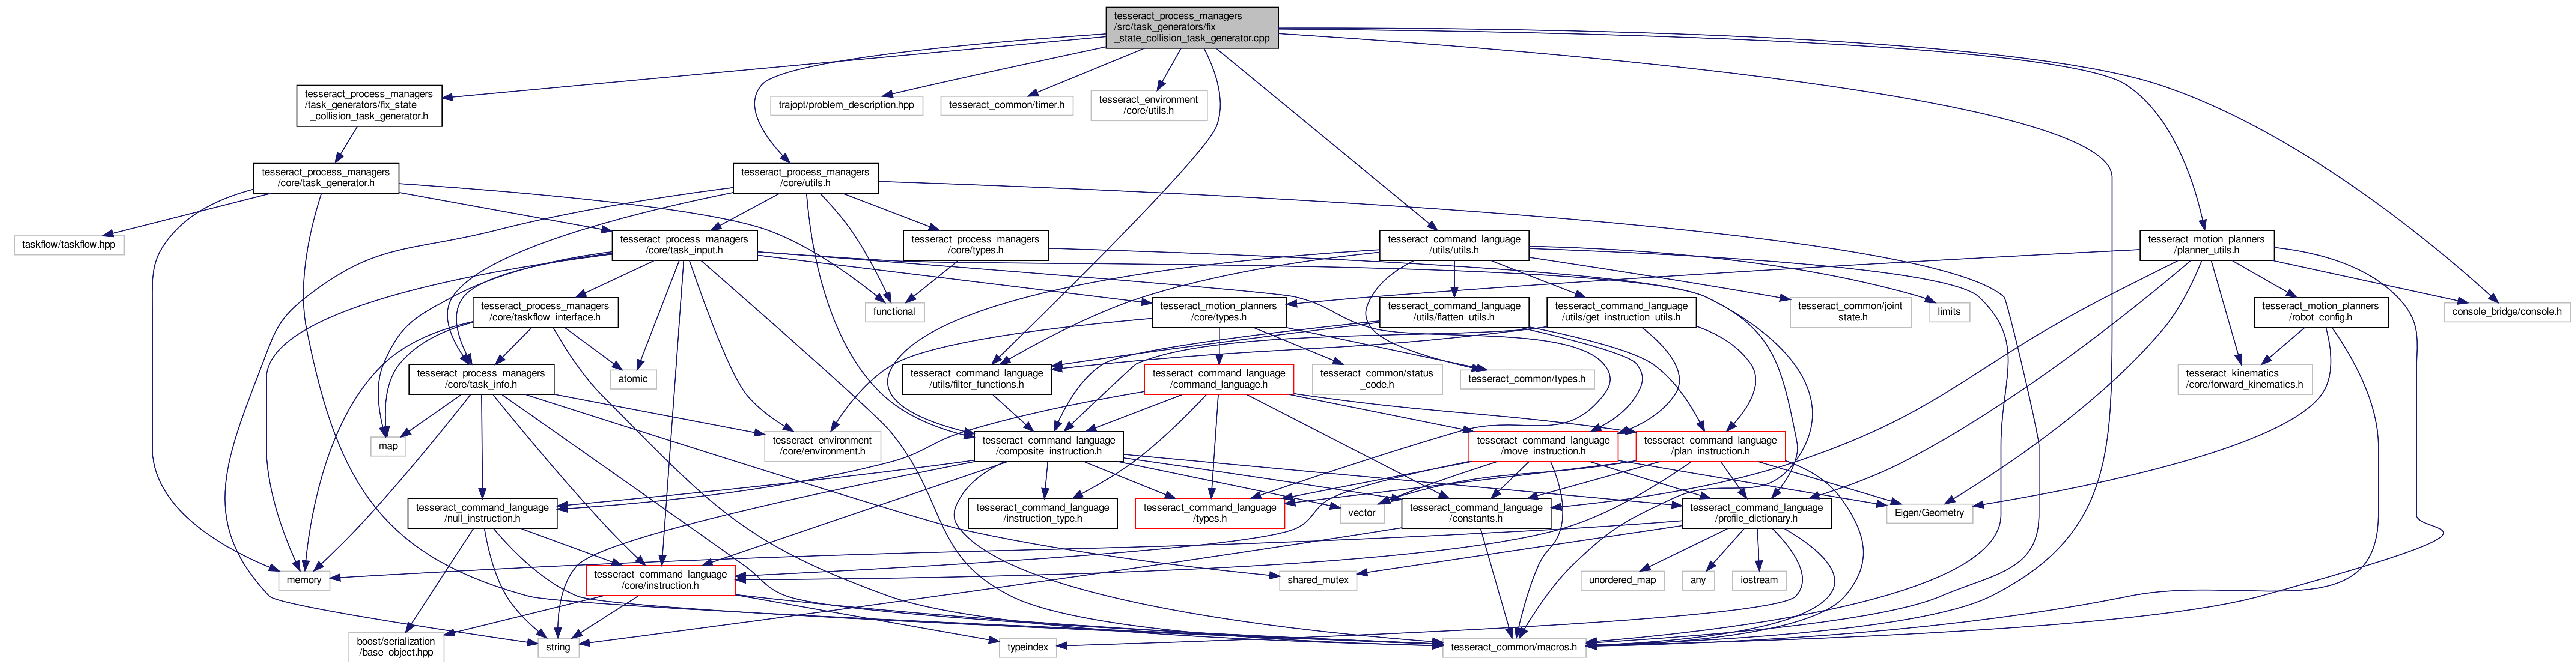 tesseract_process_managers
/src/task_generators/fix
_state_collision_task_generator.cpp
tesseract_process_managers
/task_generators/fix_state
_collision_task_generator.h
trajopt/problem_description.hpp
tesseract_common/timer.h
tesseract_environment
/core/utils.h
tesseract_process_managers
/core/task_generator.h
tesseract_process_managers
/core/utils.h
taskflow/taskflow.hpp
tesseract_process_managers
/core/task_input.h
tesseract_process_managers
/core/types.h
tesseract_command_language
/utils/utils.h
tesseract_motion_planners
/planner_utils.h
tesseract_process_managers
/core/taskflow_interface.h
functional
tesseract_motion_planners
/core/types.h
tesseract_command_language
/utils/flatten_utils.h
tesseract_command_language
/utils/get_instruction_utils.h
tesseract_common/joint
_state.h
limits
tesseract_motion_planners
/robot_config.h
console_bridge/console.h
tesseract_process_managers
/core/task_info.h
atomic
tesseract_command_language
/utils/filter_functions.h
tesseract_command_language
/command_language.h
tesseract_common/status
_code.h
tesseract_common/types.h
tesseract_kinematics
/core/forward_kinematics.h
map
tesseract_environment
/core/environment.h
tesseract_command_language
/composite_instruction.h
tesseract_command_language
/move_instruction.h
tesseract_command_language
/plan_instruction.h
tesseract_command_language
/null_instruction.h
tesseract_command_language
/instruction_type.h
tesseract_command_language
/types.h
vector
tesseract_command_language
/constants.h
tesseract_command_language
/profile_dictionary.h
Eigen/Geometry
memory
tesseract_command_language
/core/instruction.h
shared_mutex
unordered_map
any
iostream
boost/serialization
/base_object.hpp
string
typeindex
tesseract_common/macros.h